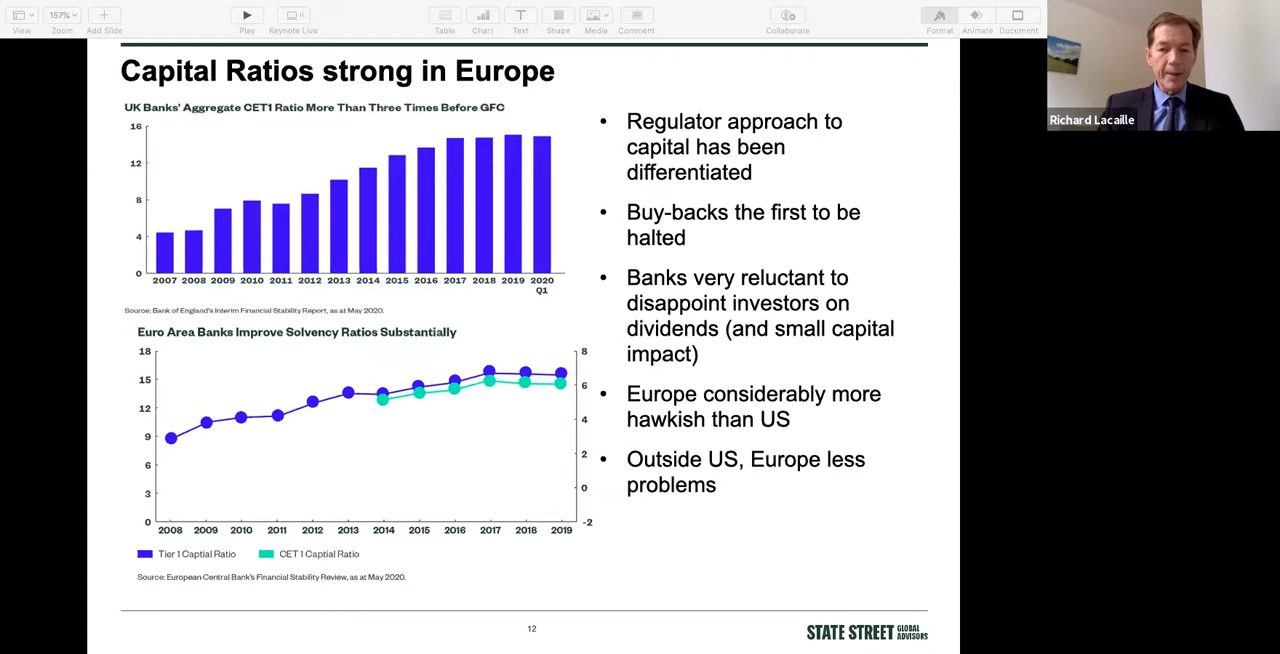 157%
View
Zoom
Add Slide
Play
Keynote Live
Table
Chart
Text
Shape
Media
Comment
Collaborate
Format
Animate
Document
Richard Lacaille
Capital Ratios strong in Europe
UK Banks' Aggregate CET1 Ratio More Than Three Times Before GFC
16
12
8
4
0
2007 2008 2009 2010 2011 2012 2013 2014 2015 2016 2017 2018 2019 2020
Q1
Source: Bank of England's Interim Financial Stability Report, as at May 2020.
Euro Area Banks Improve Solvency Ratios Substantially
18
15
12
9
6
3
0
8
6
4
2
0
-2
2008 2009 2010 2011 2012 2013 2014 2015 2016 2017 2018 2019
Tier 1 Captial Ratio
CET 1 Captial Ratio
Source: European Central Bank's Financial Stability Review, as at May 2020.
• Regulator approach to
capital has been
differentiated
• Buy-backs the first to be
halted
• Banks very reluctant to
disappoint investors on
dividends (and small capital
impact)
• Europe considerably more
hawkish than US
• Outside US, Europe less
problems
12
STATE STREET GLOBAL
ADVISORS